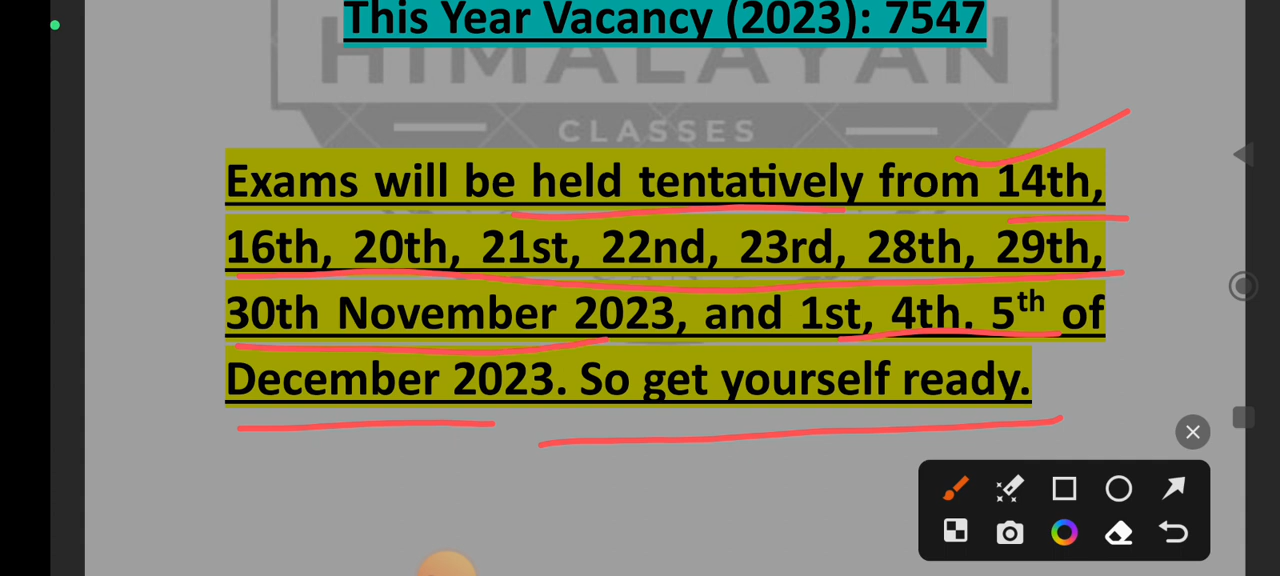 This Year Vacancy (2023): 7547
HIMALAYAN
CLASSES
Exams will be held tentatively from 14th,
16th, 20th, 21st, 22nd, 23rd, 28th, 29th,
30th November 2023, and 1st, 4th. 5th of
December 2023. So get yourself ready.